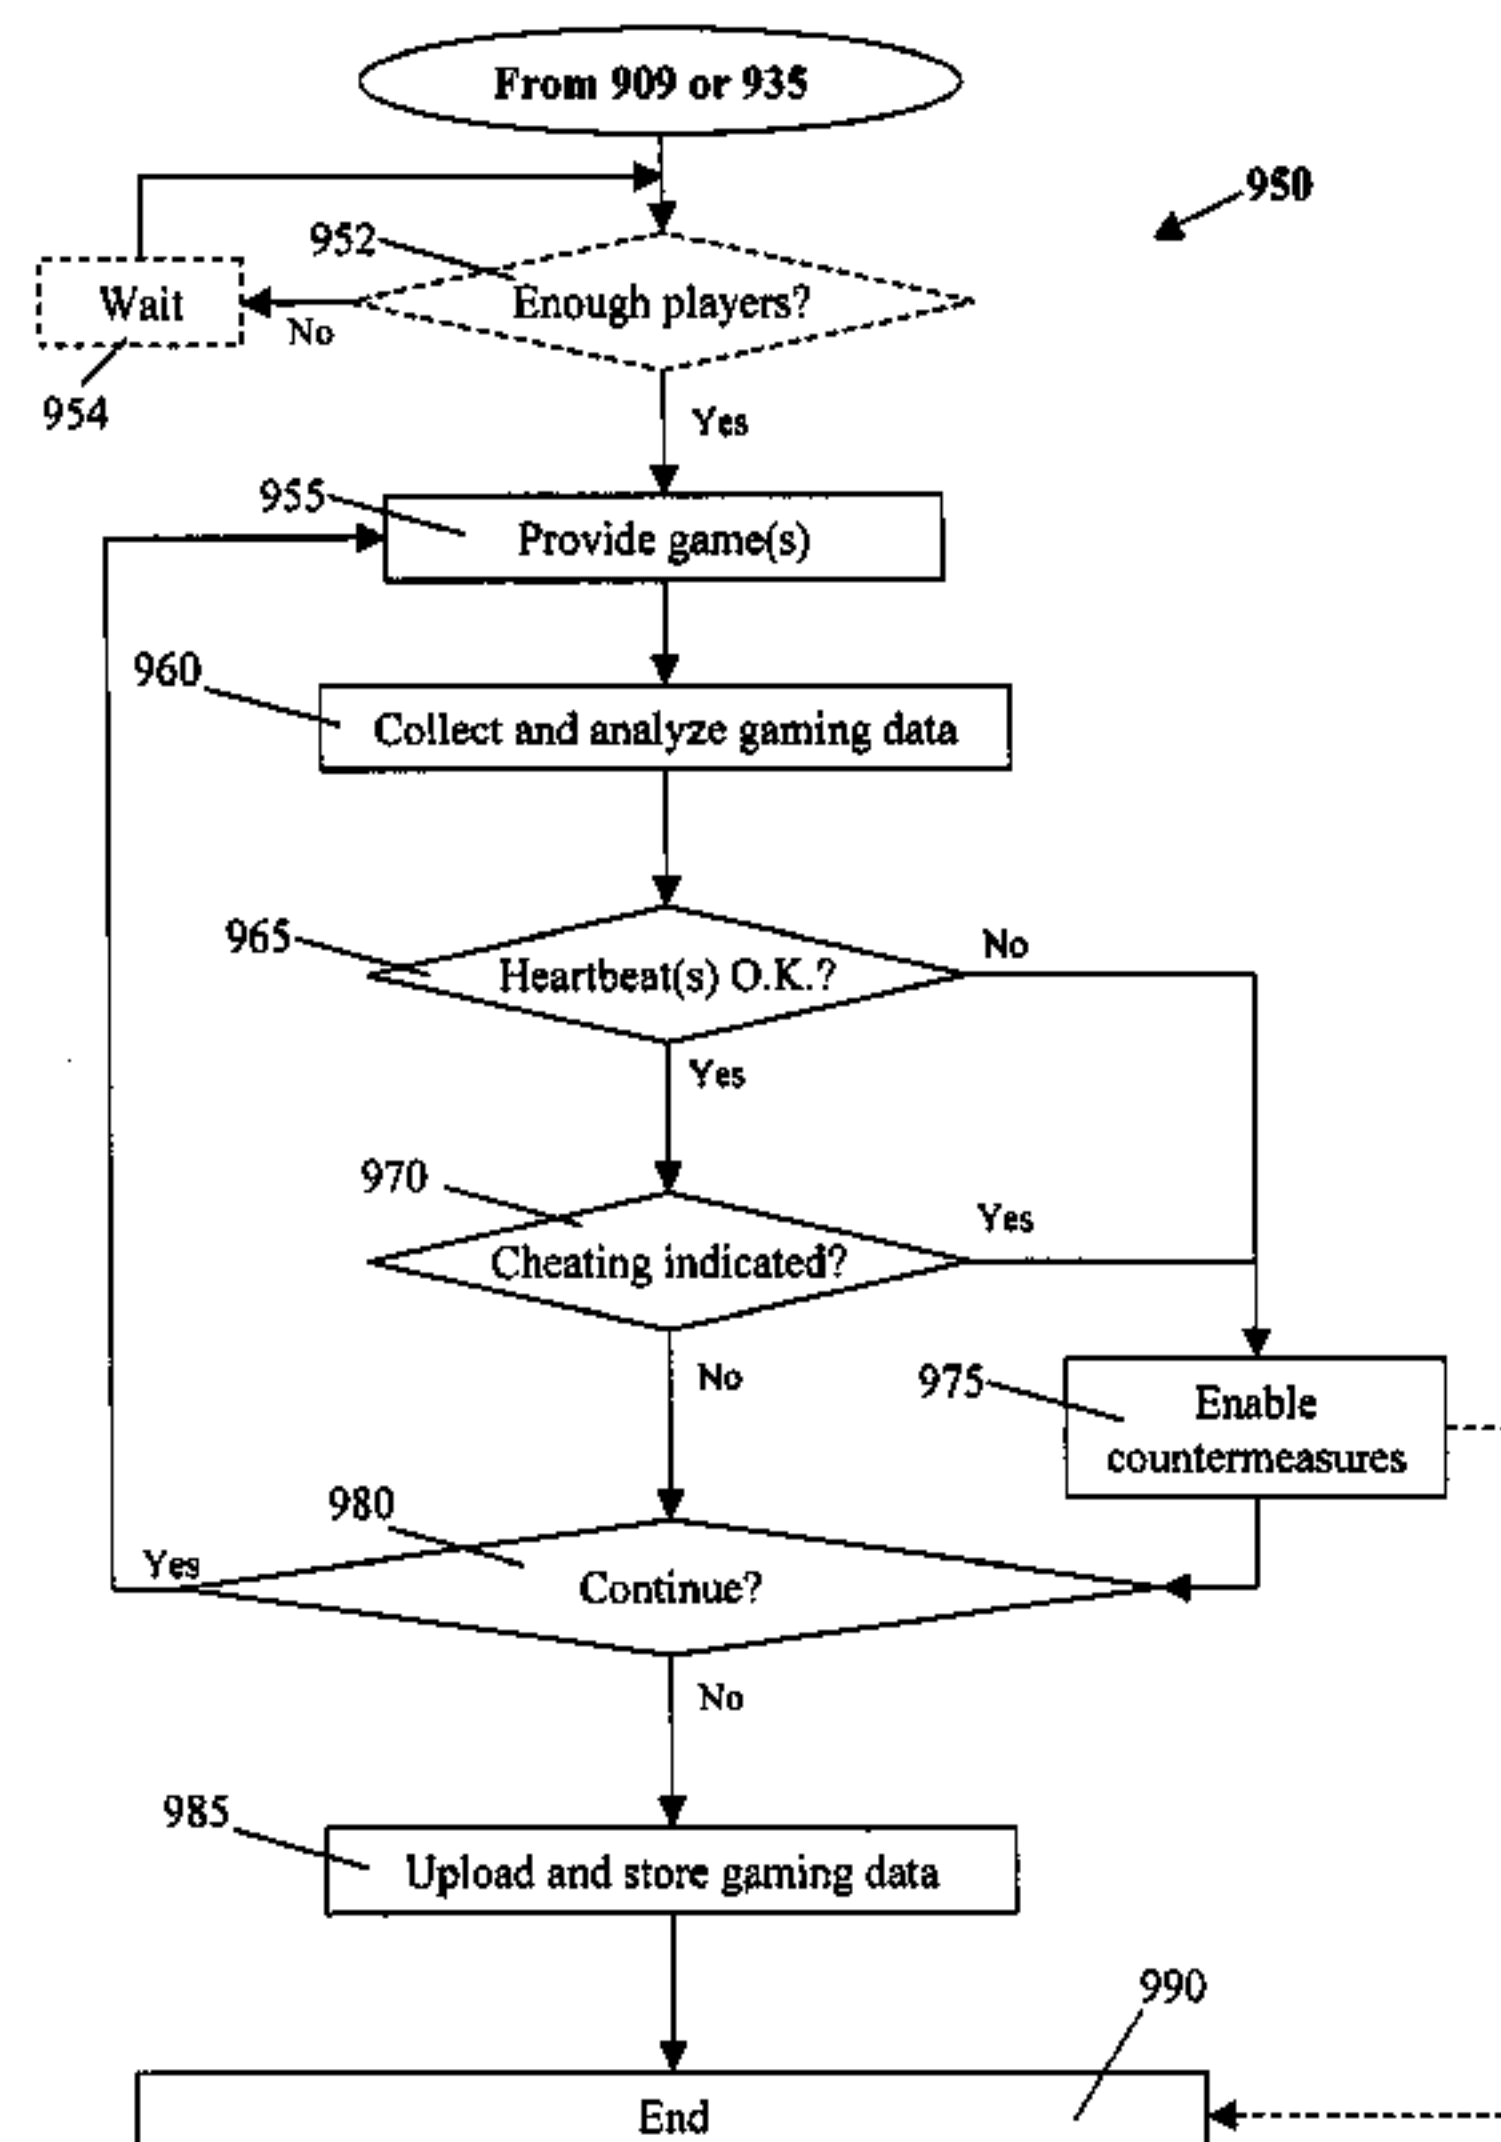 From 909 or 935
950
952
Enough players?
Wait
No
954
Yes
955
Provide game(s)
960
Collect and analyze gaming data
965
Heartbeat(s) O.K.?
No
Yes
970
Cheating indicated?
Yes
No
975
Enable
countermeasures
980
Yes
Continue?
No
985
Upload and store gaming data
990
End